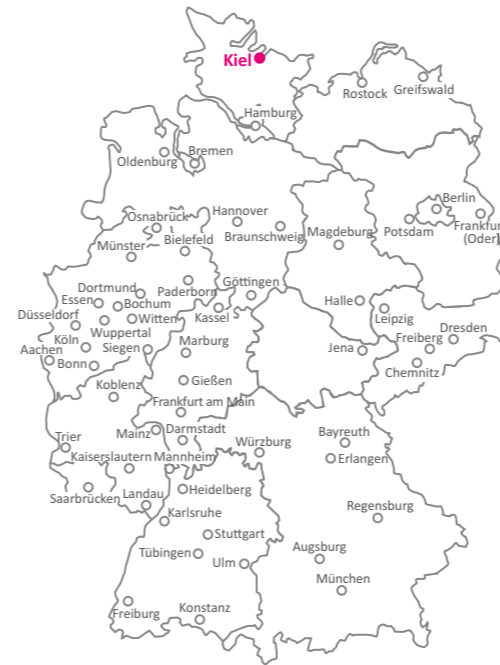 Kiel
Rostock
Greifswald
Hamburg
Oldenburg
Bremen
Berlin
Osnabrück
Hannover
Braunschweig
Magdeburg
Potsdam
Frankfurt
(Oder)
Münster
Bielefeld
Dortmund
Paderborn
Göttingen
Essen
Bochum
Halle
Leipzig
Düsseldorf
Witten
Kassel
Wuppertal
Dresden
Köln
Siegen
Marburg
Jena
Freiberg
Aachen
Bonn
Chemnitz
Koblenz
Gießen
Frankfurt am Main
Trier
Mainz
Darmstadt
Würzburg
Bayreuth
Kaiserslautern
Mannheim
Erlangen
Saarbrücken
Landau
Heidelberg
Karlsruhe
Regensburg
Stuttgart
Tübingen
Ulm
Augsburg
München
Freiburg
Konstanz